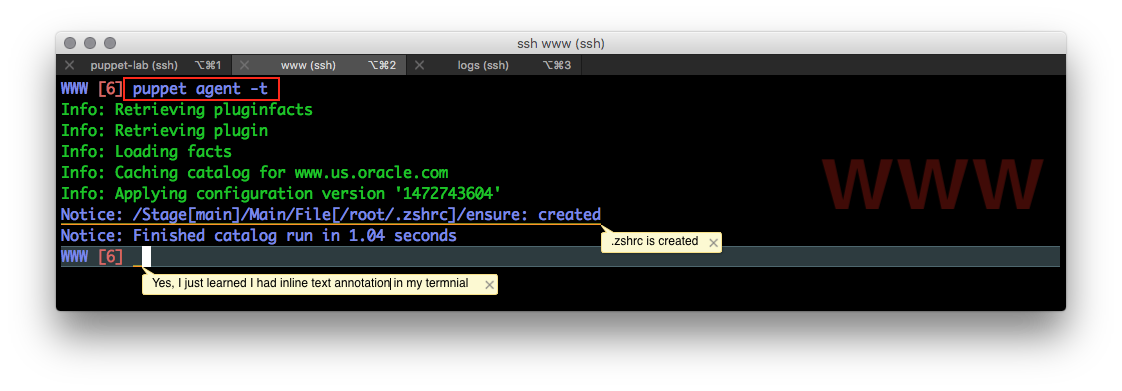 ssh www (ssh)
puppet-lab (ssh) ⌥⌘1 www (ssh) ⌥⌘2 logs (ssh) ⌥⌘3
WWW [6] puppet agent -t
Info: Retrieving pluginfacts
Info: Retrieving plugin
Info: Loading facts
Info: Caching catalog for www.us.oracle.com
Info: Applying configuration version '1472743604'
Notice: /Stage[main]/Main/File[/root/.zshrc]/ensure: created
Notice: Finished catalog run in 1.04 seconds
WWW [6]
www
.zshrc is created
Yes, I just learned I had inline text annotation in my termnial